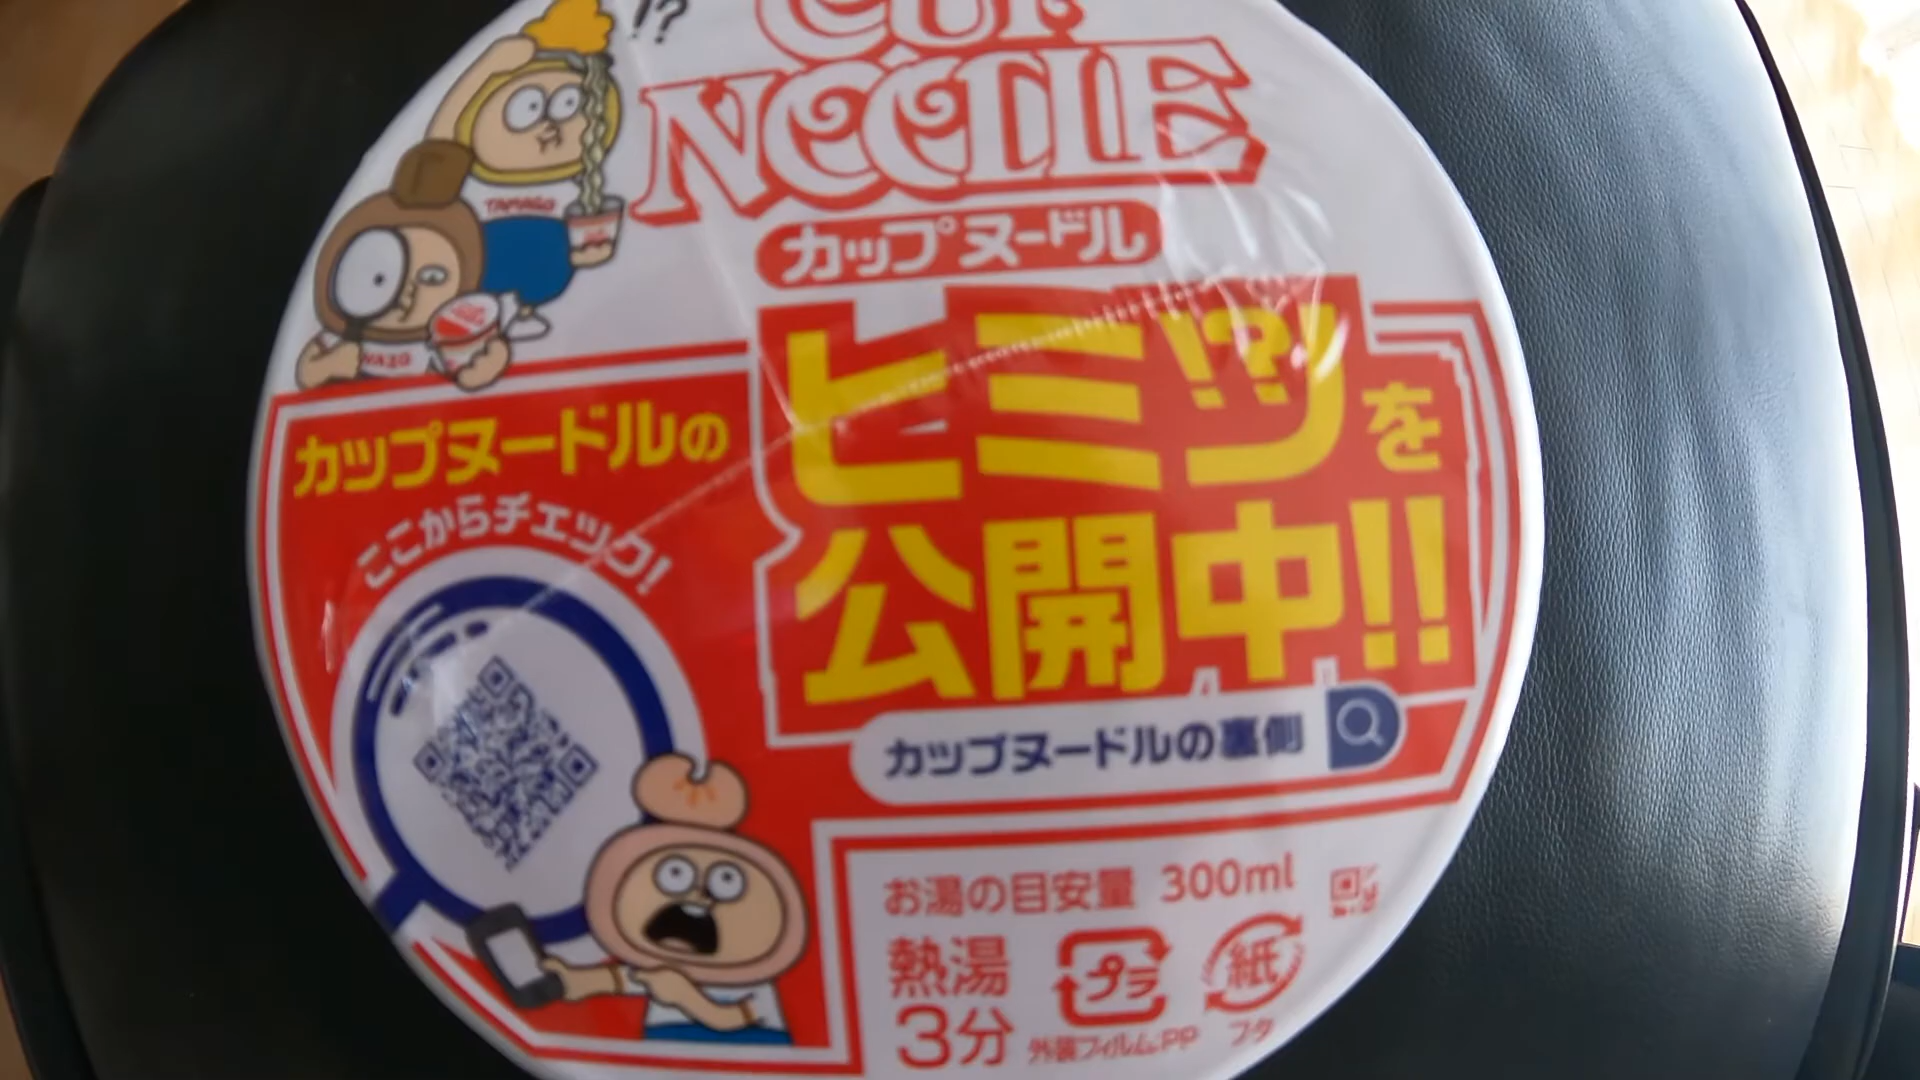 !?
CUP
NOODLE
カップヌードル
TAMAGO
NAZO
カップヌードルの
ヒミツ!?を
公開中!!
ここからチェック!
カップヌードルの裏側
お湯の目安量 300ml
熱湯
3分
プラ
外装フィルム:PP
紙
フタ